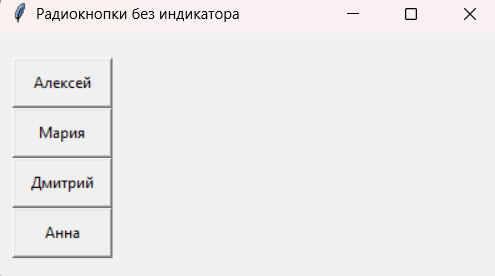 Радиокнопки без индикатора
Алексей
Мария
Дмитрий
Анна